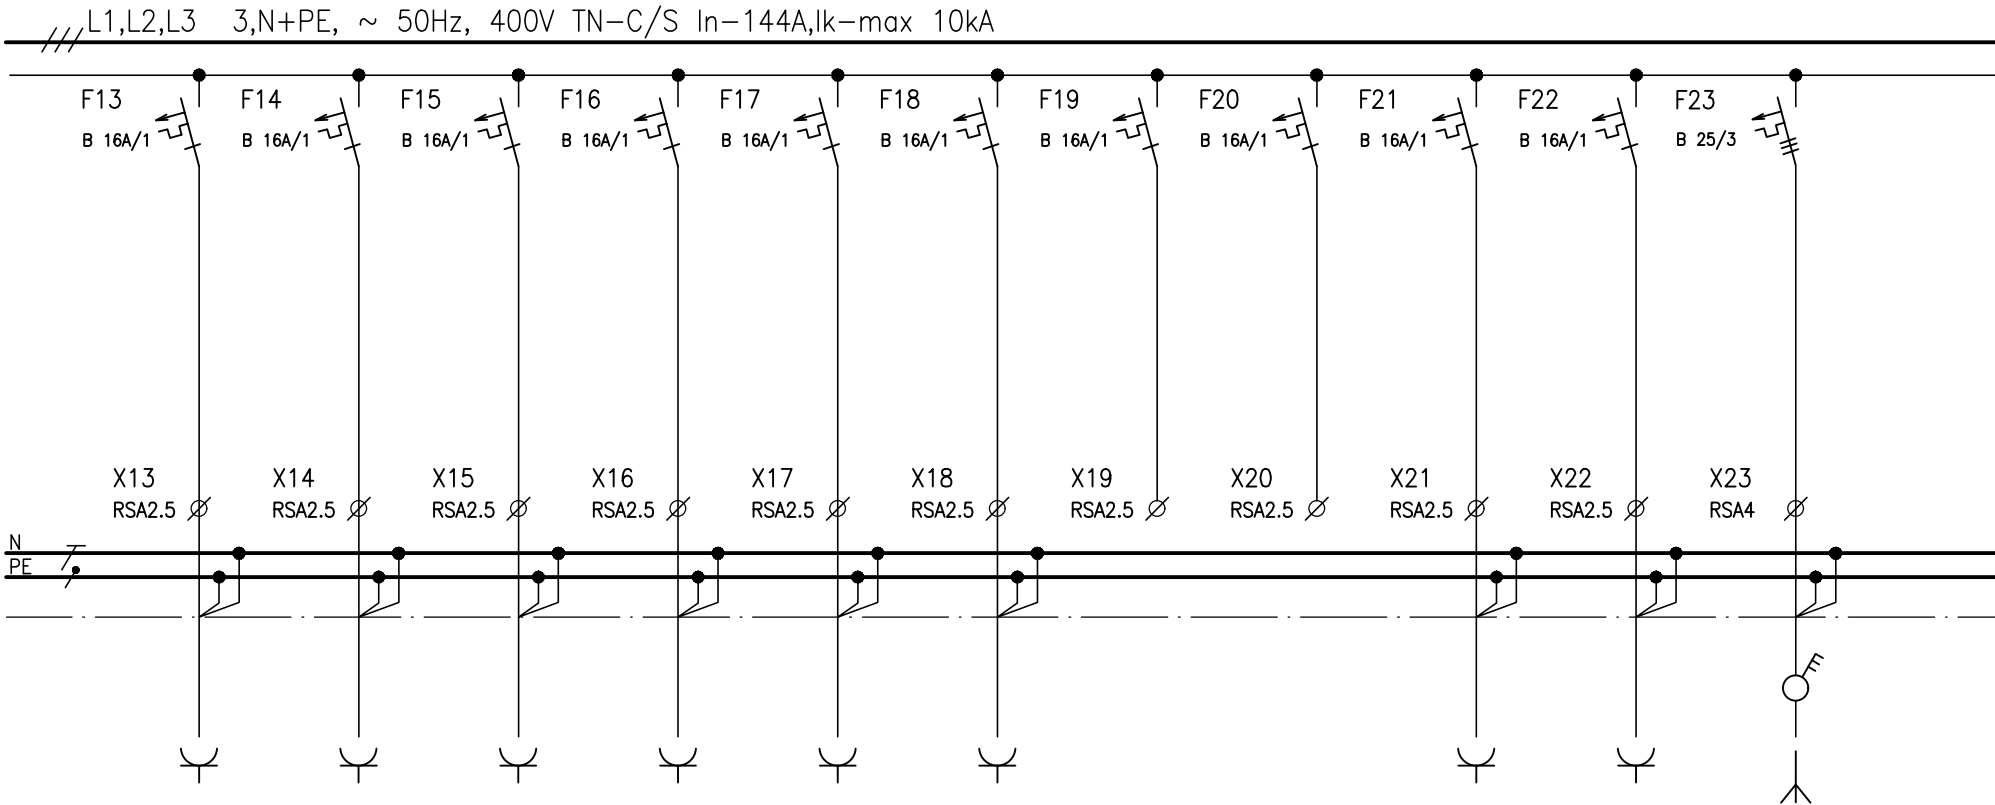 L1,L2,L3 3,N+PE, ~ 50Hz, 400V TN-C/S In-144A,Ik-max 10kA
F13 F14 F15 F16 F17 F18 F19 F20 F21 F22 F23
B 16A/1 B 16A/1 B 16A/1 B 16A/1 B 16A/1 B 16A/1 B 16A/1 B 16A/1 B 16A/1 B 16A/1 B 25/3
X13 X14 X15 X16 X17 X18 X19 X20 X21 X22 X23
RSA2.5 RSA2.5 RSA2.5 RSA2.5 RSA2.5 RSA2.5 RSA2.5 RSA2.5 RSA2.5 RSA2.5 RSA4
N
PE